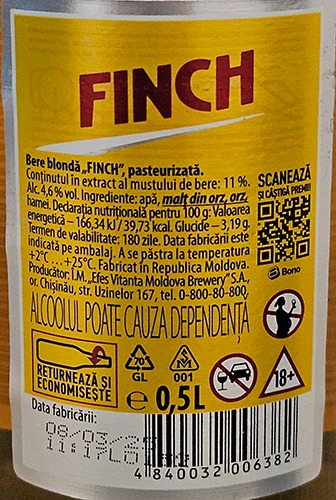 FINCH
Bere blondă „FINCH”, pasteurizată.
Conținutul în extract al mustului de bere: 11 %.
Alc. 4,6 % vol. Ingrediente: apă, malț din orz, orz,
hamei. Declarația nutrițională pentru 100 g: Valoarea
energetică – 166,34 kJ / 39,73 kcal. Glucide – 3,19 g.
Termen de valabilitate: 180 zile. Data fabricării este
indicată pe ambalaj. A se păstra la temperatura
+2°C…+25°C. Fabricat în Republica Moldova.
Producător: Î.M. „Efes Vitanta Moldova Brewery” S.A.,
or. Chișinău, str. Uzinelor 167, tel. 0-800-80-800.
SCANEAZĂ
ȘI CÂȘTIGĂ PREMII!
Bono
ALCOOLUL POATE CAUZA DEPENDENȚĂ
RETURNEAZĂ ȘI
ECONOMISEȘTE
70
GL
SM
001
18+
e 0,5L
Data fabricării:
08/03/
11:17L0
4 840032 006382